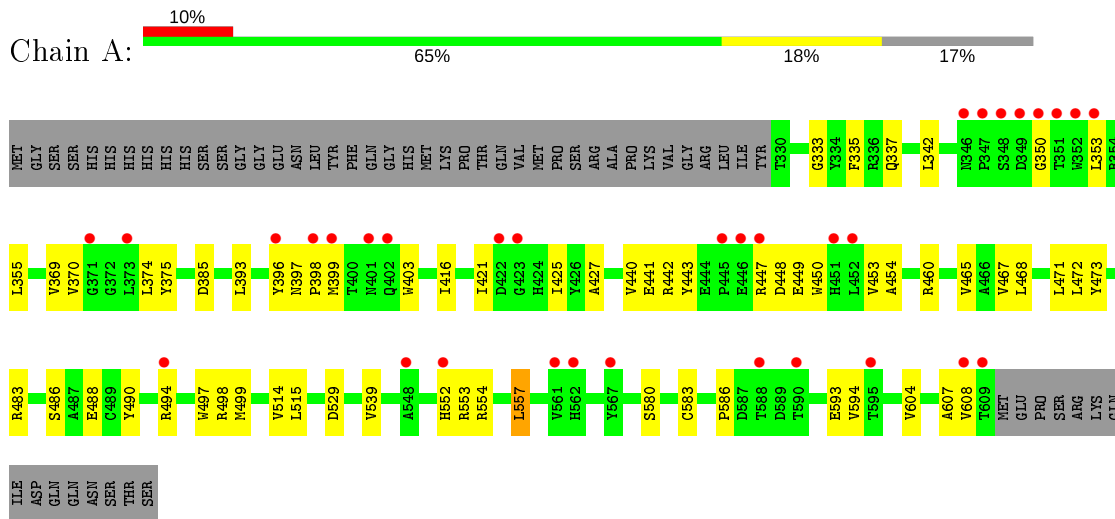 10%
Chain A:
65% 18% 17%
MET GLY SER SER HIS HIS HIS HIS HIS HIS SER SER GLY GLY GLU ASN LEU TYR PHE GLN GLY HIS MET LYS PRO THR GLN VAL MET PRO SER ARG ALA PRO LYS VAL GLY ARG LEU ILE TYR T330 G333 Y334 F335 R336 Q337 L342 N346 P347 S348 D349 G350 T351 W352 L353
L355 V369 V370 G371 G372 L373 L374 Y375 D385 L393 Y396 N397 P398 M399 T400 N401 Q402 W403 I416 I421 D422 G423 H424 I425 Y426 A427 V440 E441 R442 Y443 E444 P445 E446 R447 D448 E449 W450 H451 L452 V453 A454 R460 V465 A466 V467 L468 L471 L472 Y473
R483 S486 A487 E488 C489 Y490 R494 W497 R498 M499 V514 L515 D529 V539 A548 H552 R553 R554 L557 V561 H562 Y567 S580 C583 P586 D587 T588 D589 T590 E593 V594 T595 V604 A607 V608 T609 MET GLU PRO SER ARG LYS GLN
ILE ASP GLN GLN ASN SER THR SER